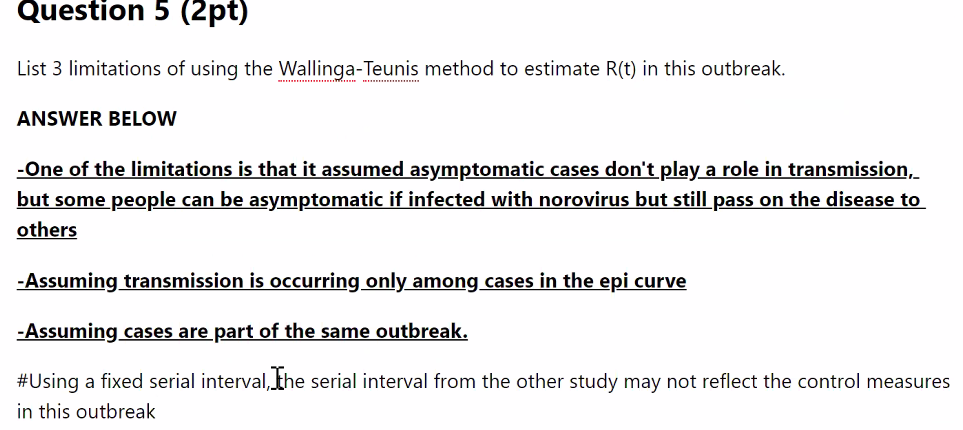 Question 5 (2pt)
List 3 limitations of using the Wallinga-Teunis method to estimate R(t) in this outbreak.
ANSWER BELOW
-One of the limitations is that it assumed asymptomatic cases don't play a role in transmission,
but some people can be asymptomatic if infected with norovirus but still pass on the disease to
others
-Assuming transmission is occurring only among cases in the epi curve
-Assuming cases are part of the same outbreak.
#Using a fixed serial interval, the serial interval from the other study may not reflect the control measures
in this outbreak